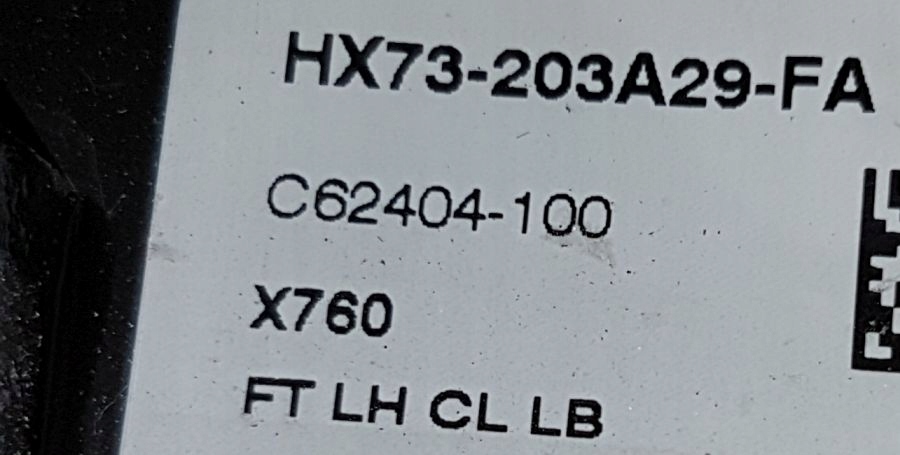 HX73-203A29-FA
C62404-100
X760
FT LH CL LB